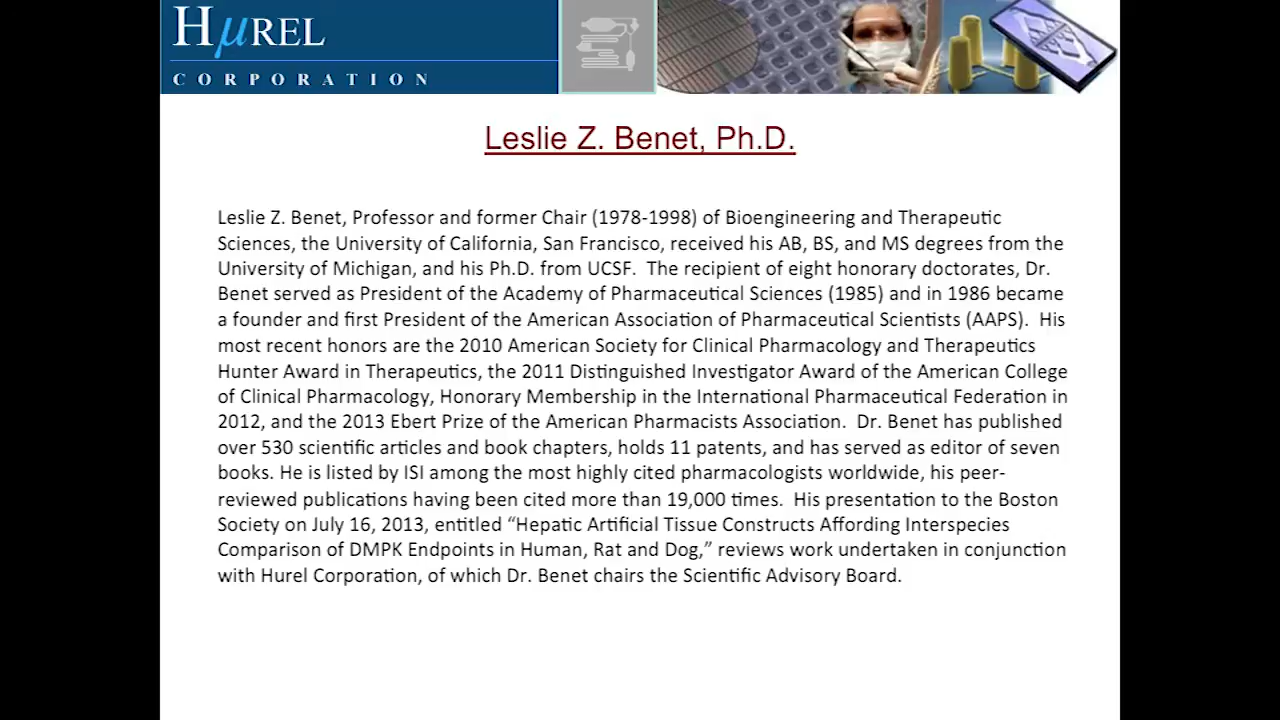 HμREL
CORPORATION
Leslie Z. Benet, Ph.D.
Leslie Z. Benet, Professor and former Chair (1978-1998) of Bioengineering and Therapeutic
Sciences, the University of California, San Francisco, received his AB, BS, and MS degrees from the
University of Michigan, and his Ph.D. from UCSF.  The recipient of eight honorary doctorates, Dr.
Benet served as President of the Academy of Pharmaceutical Sciences (1985) and in 1986 became
a founder and first President of the American Association of Pharmaceutical Scientists (AAPS).  His
most recent honors are the 2010 American Society for Clinical Pharmacology and Therapeutics
Hunter Award in Therapeutics, the 2011 Distinguished Investigator Award of the American College
of Clinical Pharmacology, Honorary Membership in the International Pharmaceutical Federation in
2012, and the 2013 Ebert Prize of the American Pharmacists Association.  Dr. Benet has published
over 530 scientific articles and book chapters, holds 11 patents, and has served as editor of seven
books. He is listed by ISI among the most highly cited pharmacologists worldwide, his peer-
reviewed publications having been cited more than 19,000 times.  His presentation to the Boston
Society on July 16, 2013, entitled “Hepatic Artificial Tissue Constructs Affording Interspecies
Comparison of DMPK Endpoints in Human, Rat and Dog,” reviews work undertaken in conjunction
with Hurel Corporation, of which Dr. Benet chairs the Scientific Advisory Board.